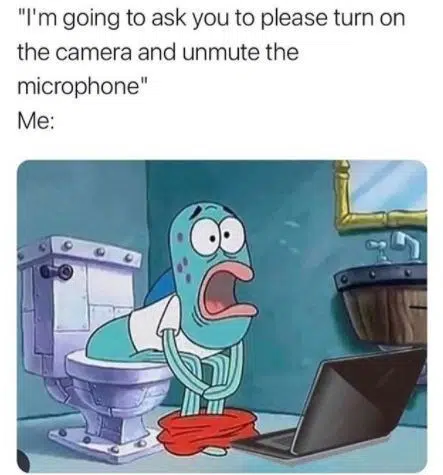 "I'm going to ask you to please turn on
the camera and unmute the
microphone"
Me: